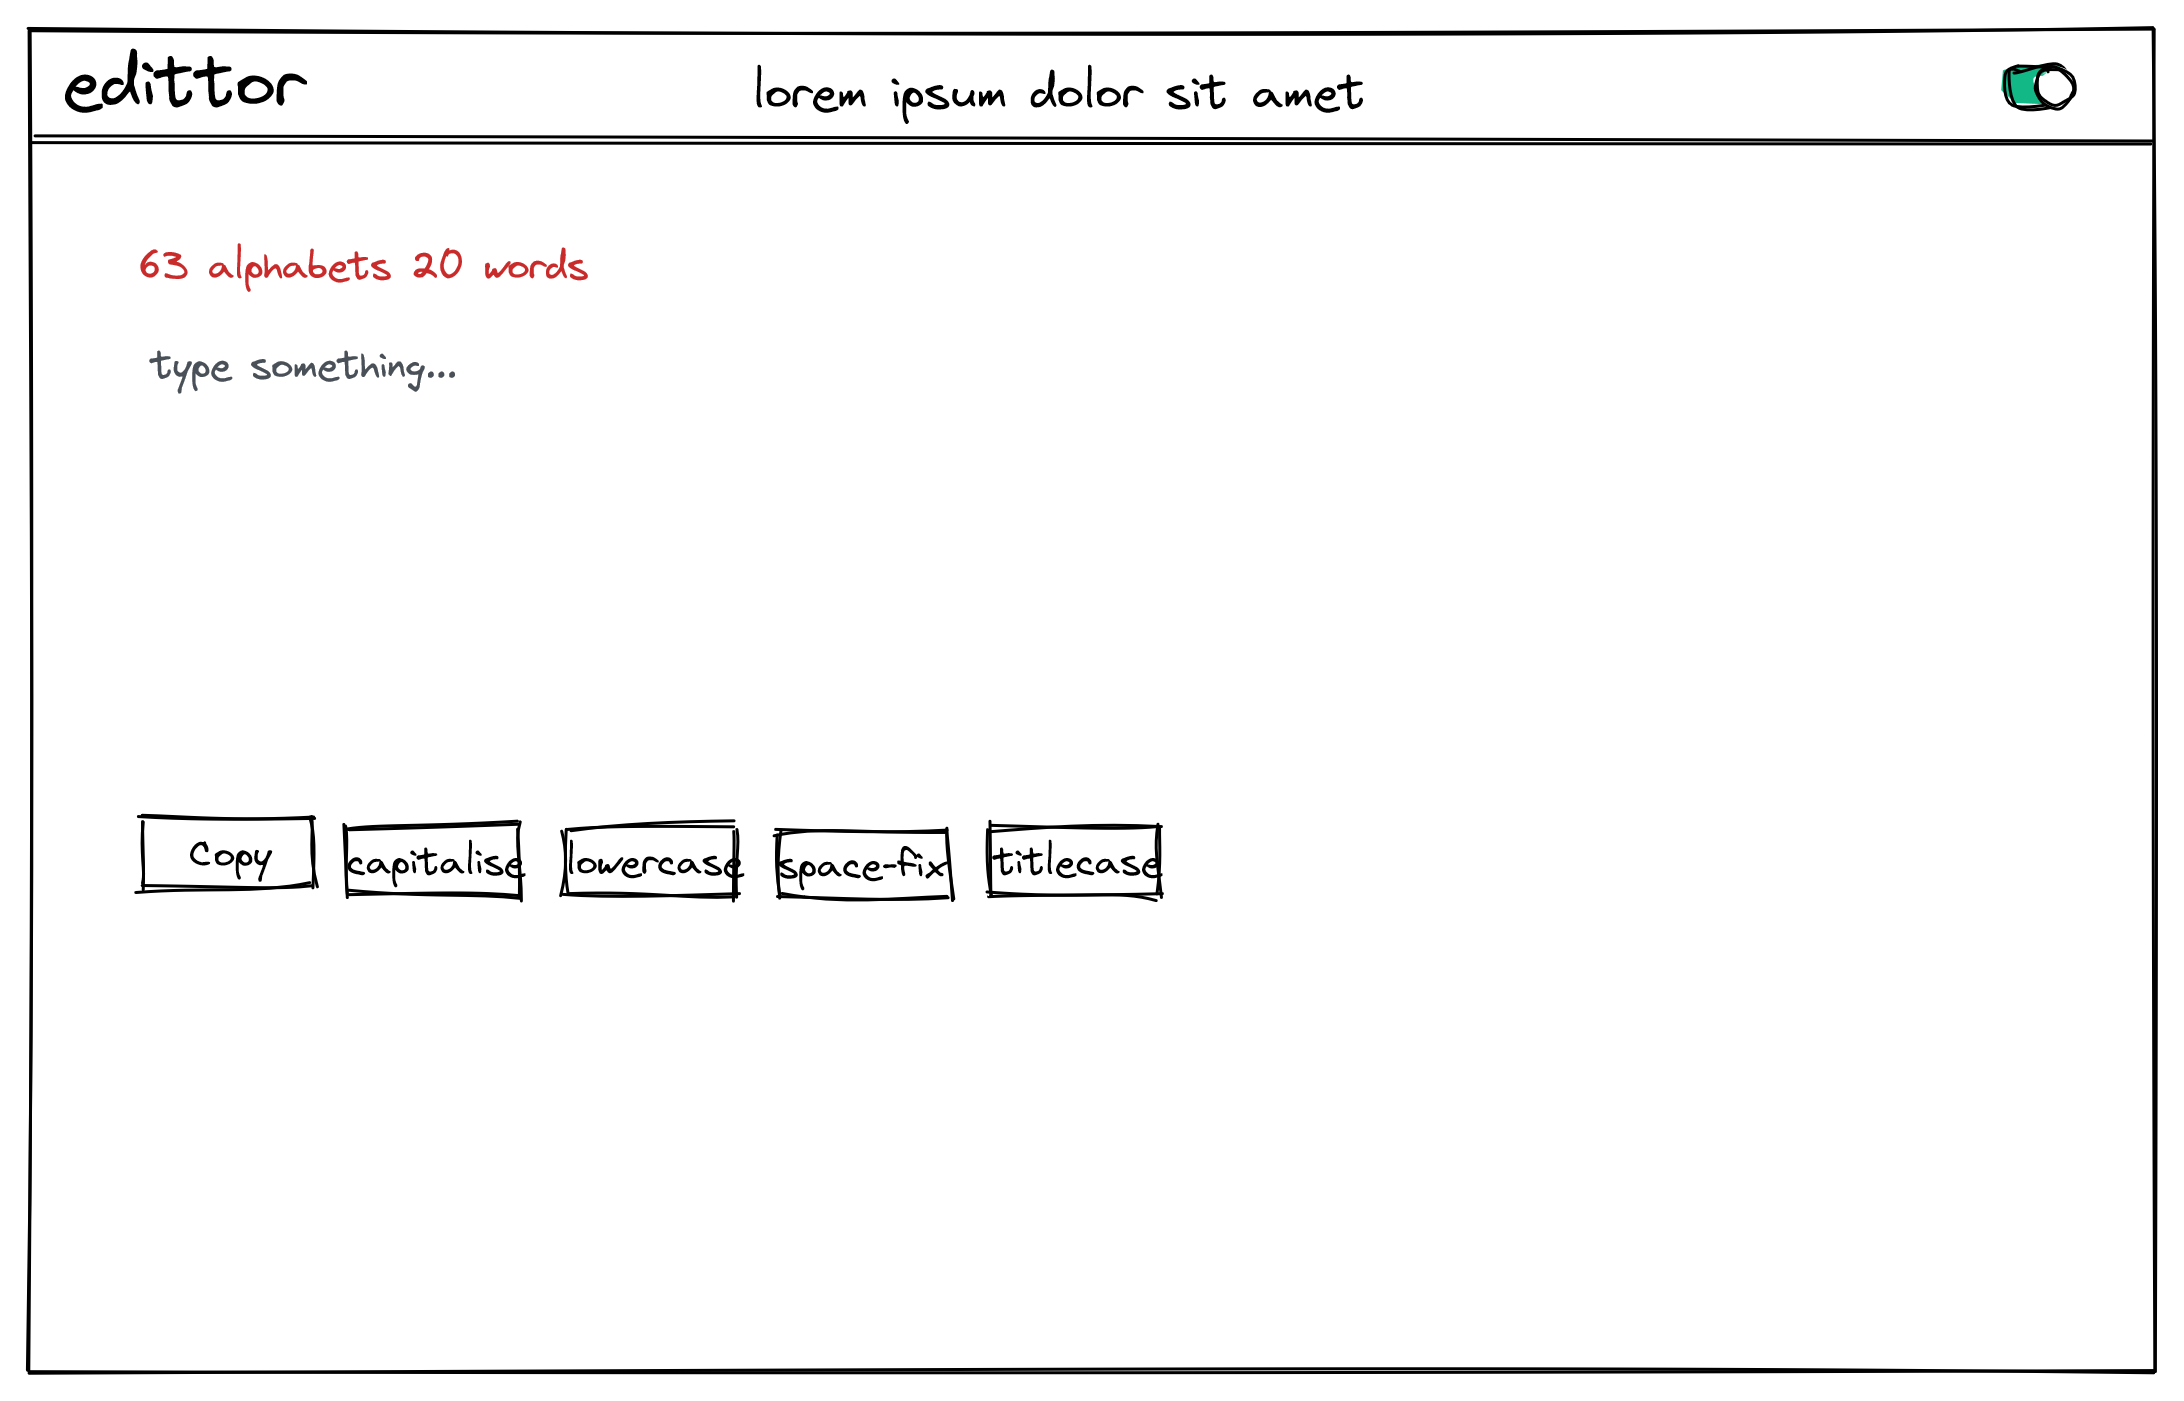 edittor
lorem ipsum dolor sit amet
63 alphabets 20 words
type something...
Copy
capitalise
lowercase
space-fix
titlecase